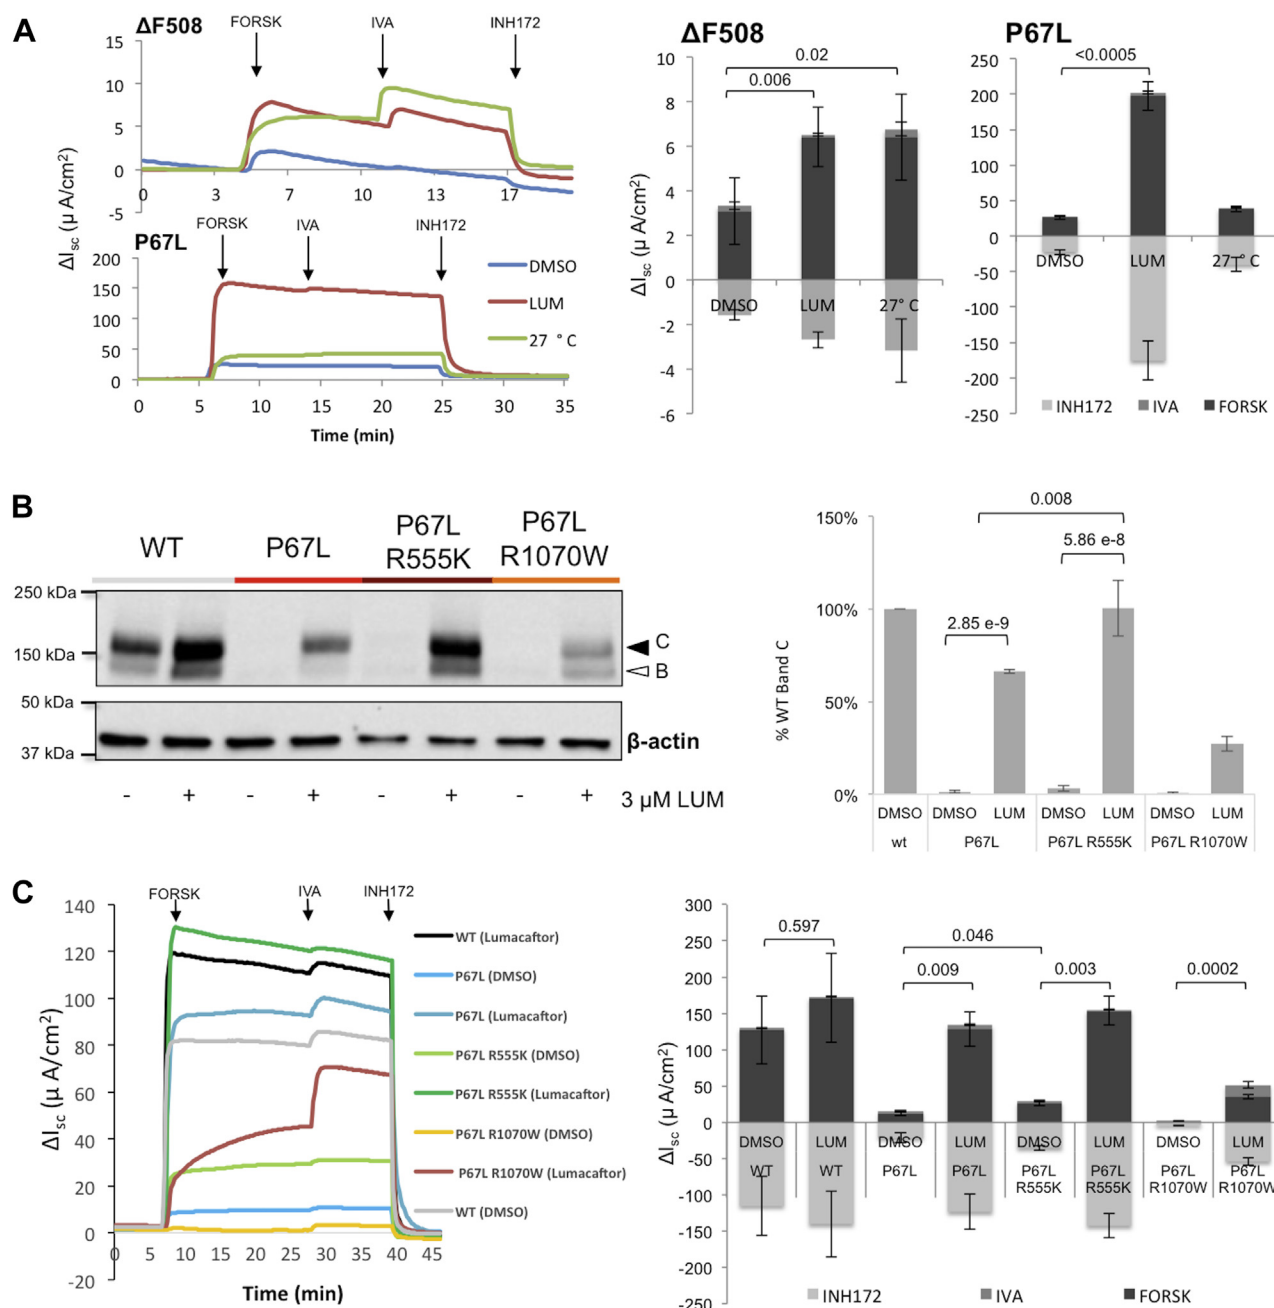 A
ΔF508
FORSK
IVA
INH172
15
10
5
0
-5
0 3 7 10 13 17
ΔIsc (µ A/cm²)
P67L
FORSK
IVA
INH172
200
150
100
50
0
0 5 10 15 20 25 30 35
Time (min)
DMSO
LUM
27 ° C
ΔF508
10
8
6
4
2
0
-2
-4
-6
ΔIsc (µ A/cm²)
0.02
0.006
DMSO LUM 27° C
P67L
250
200
150
100
50
0
-50
-100
-150
-200
-250
<0.0005
DMSO LUM 27 ° C
INH172 IVA FORSK
B
WT
P67L
P67L
R555K
P67L
R1070W
250 kDa
150 kDa
50 kDa
37 kDa
C
B
β-actin
- + - + - + - + 3 µM LUM
% WT Band C
150%
100%
50%
0%
0.008
5.86 e-8
2.85 e-9
DMSO DMSO LUM DMSO LUM DMSO LUM
wt P67L P67L R555K P67L R1070W
C
FORSK
IVA
INH172
140
120
100
80
60
40
20
0
-20
ΔIsc (µ A/cm²)
0 5 10 15 20 25 30 35 40 45
Time (min)
WT (Lumacaftor)
P67L (DMSO)
P67L (Lumacaftor)
P67L R555K (DMSO)
P67L R555K (Lumacaftor)
P67L R1070W (DMSO)
P67L R1070W (Lumacaftor)
WT (DMSO)
ΔIsc (µ A/cm²)
300
250
200
150
100
50
0
-50
-100
-150
-200
-250
0.597
0.046
0.009
0.003
0.0002
DMSO LUM DMSO LUM DMSO LUM DMSO LUM
WT WT P67L P67L P67L P67L P67L P67L
R555K R555K R1070W R1070W
INH172 IVA FORSK